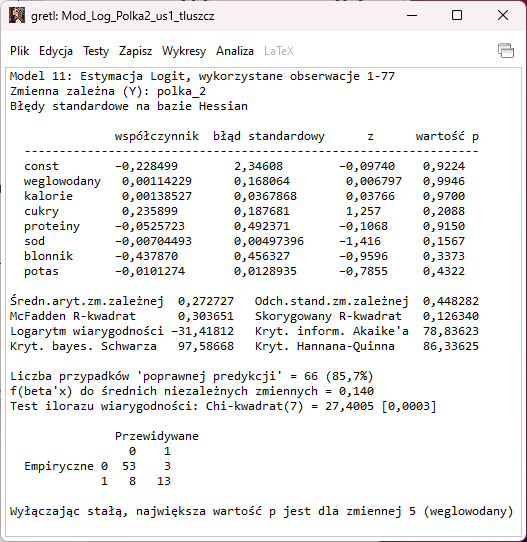 gretl: Mod_Log_Polka2_us1_tluszcz
Plik Edycja Testy Zapisz Wykresy Analiza LaTeX
Model 11: Estymacja Logit, wykorzystane obserwacje 1-77
Zmienna zależna (Y): polka_2
Błędy standardowe na bazie Hessian
współczynnik błąd standardowy z wartość p
-------------------------------------------------------------
const −0,228499 2,34608 −0,09740 0,9224
weglowodany 0,00114229 0,168064 0,006797 0,9946
kalorie 0,00138527 0,0367868 0,03766 0,9700
cukry 0,235899 0,187681 1,257 0,2088
proteiny −0,0525723 0,492371 −0,1068 0,9150
sod −0,00704493 0,00497396 −1,416 0,1567
blonnik −0,437870 0,456327 −0,9596 0,3373
potas −0,0101274 0,0128935 −0,7855 0,4322
Średn.aryt.zm.zależnej 0,272727 Odch.stand.zm.zależnej 0,448282
McFadden R-kwadrat 0,303651 Skorygowany R-kwadrat 0,126340
Logarytm wiarygodności −31,41812 Kryt. inform. Akaike'a 78,83623
Kryt. bayes. Schwarza 97,58668 Kryt. Hannana-Quinna 86,33625
Liczba przypadków 'poprawnej predykcji' = 66 (85,7%)
f(beta'x) do średnich niezależnych zmiennych = 0,140
Test ilorazu wiarygodności: Chi-kwadrat(7) = 27,4005 [0,0003]
Przewidywane
0 1
Empiryczne 0 53 3
1 8 13
Wyłączając stałą, największa wartość p jest dla zmiennej 5 (weglowodany)